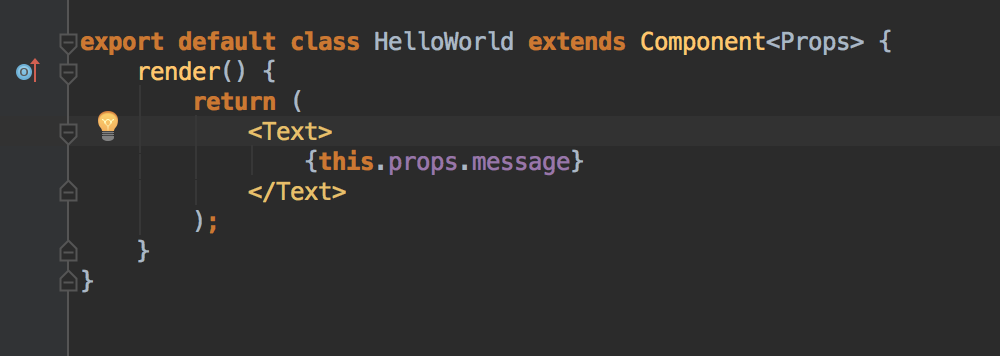 export default class HelloWorld extends Component<Props> {
    render() {
        return (
            <Text>
                {this.props.message}
            </Text>
        );
    }
}